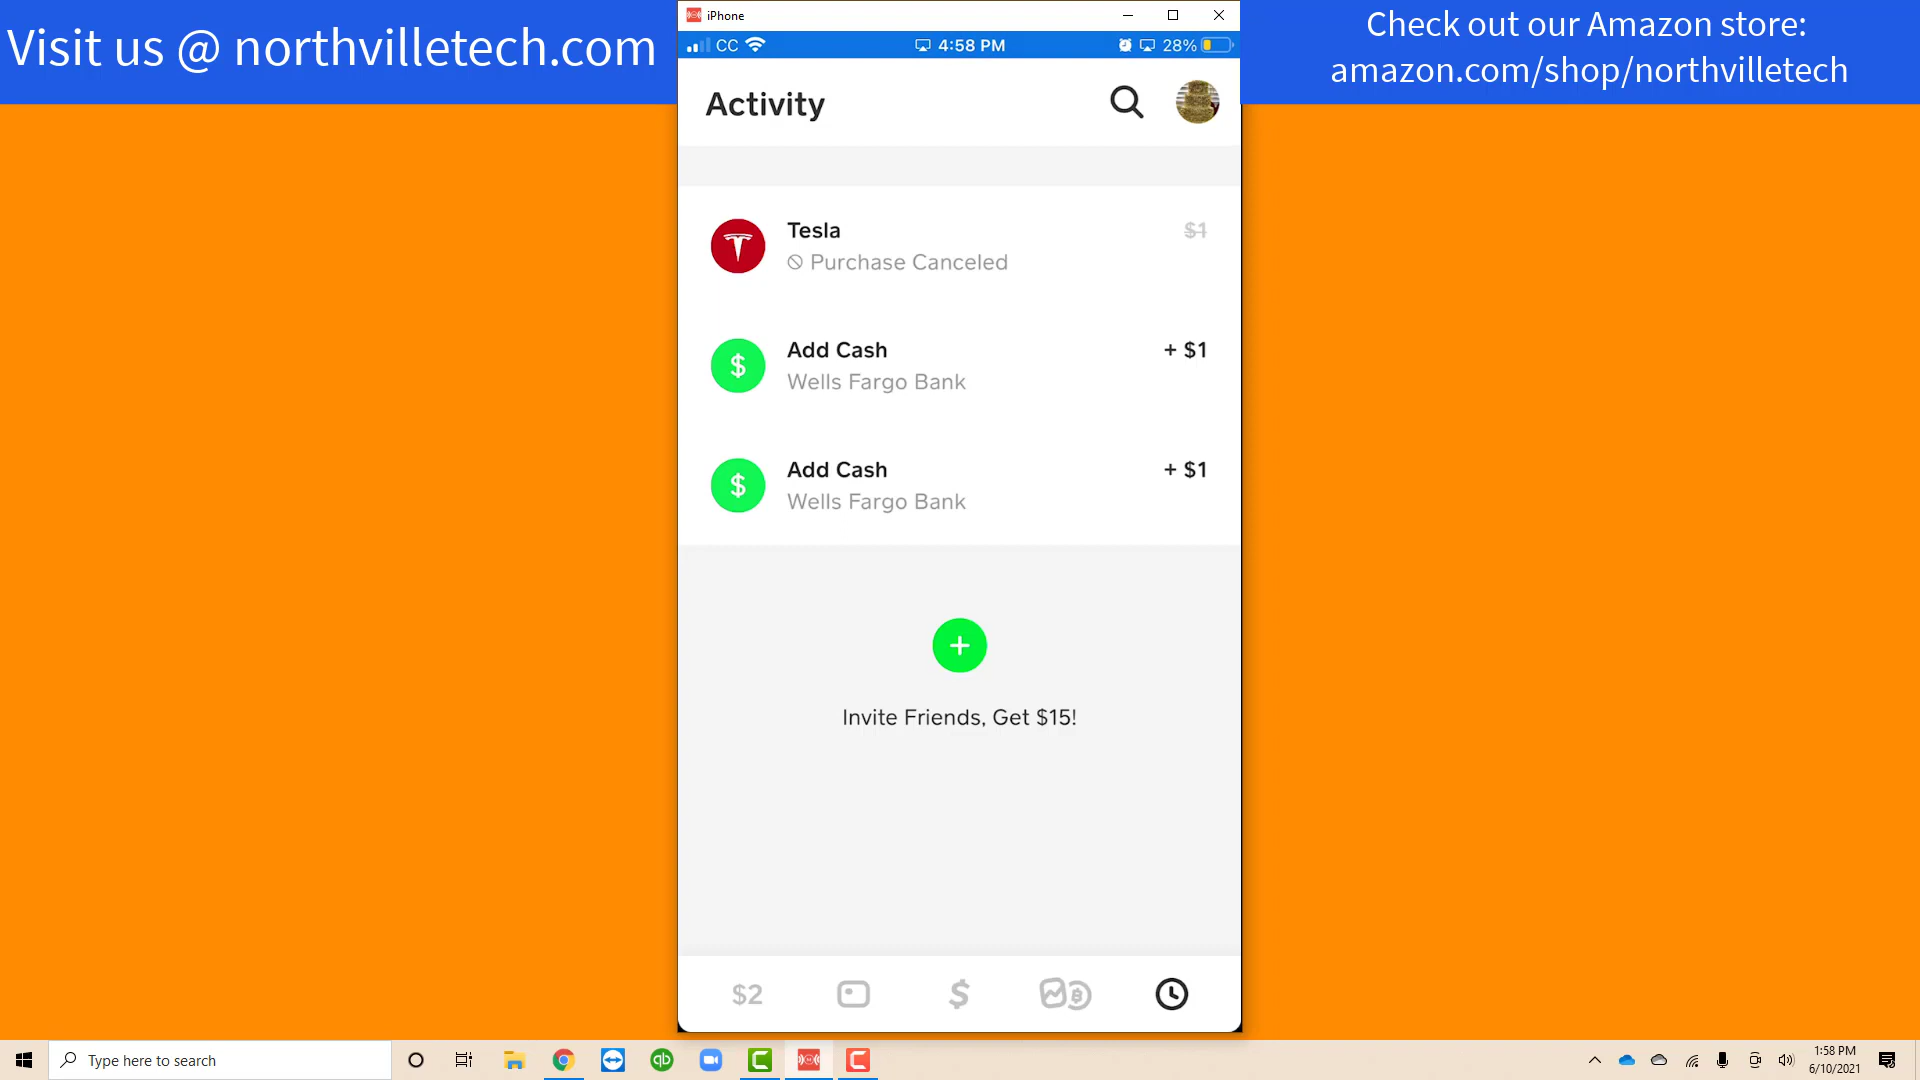 Visit us @ northvilletech.com
iPhone
CC
4:58 PM
28%
Check out our Amazon store:
amazon.com/shop/northvilletech
Activity
Tesla
$1
Purchase Canceled
Add Cash
+ $1
Wells Fargo Bank
Add Cash
+ $1
Wells Fargo Bank
Invite Friends, Get $15!
$2
Type here to search
qb
1:58 PM
6/10/2021